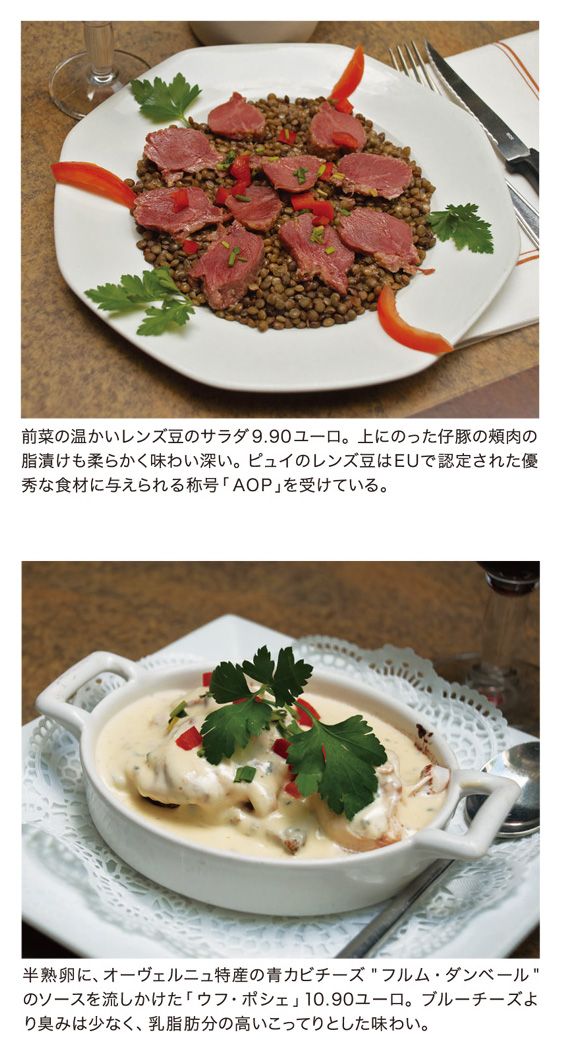 前菜の温かいレンズ豆のサラダ9.90ユーロ。上にのった仔豚の頬肉の
脂漬けも柔らかく味わい深い。ピュイのレンズ豆はEUで認定された優
秀な食材に与えられる称号「AOP」を受けている。
半熟卵に、オーヴェルニュ特産の青カビチーズ"フルム・ダンベール"
のソースを流しかけた「ウフ・ポシェ」10.90ユーロ。ブルーチーズよ
り臭みは少なく、乳脂肪分の高いこってりとした味わい。